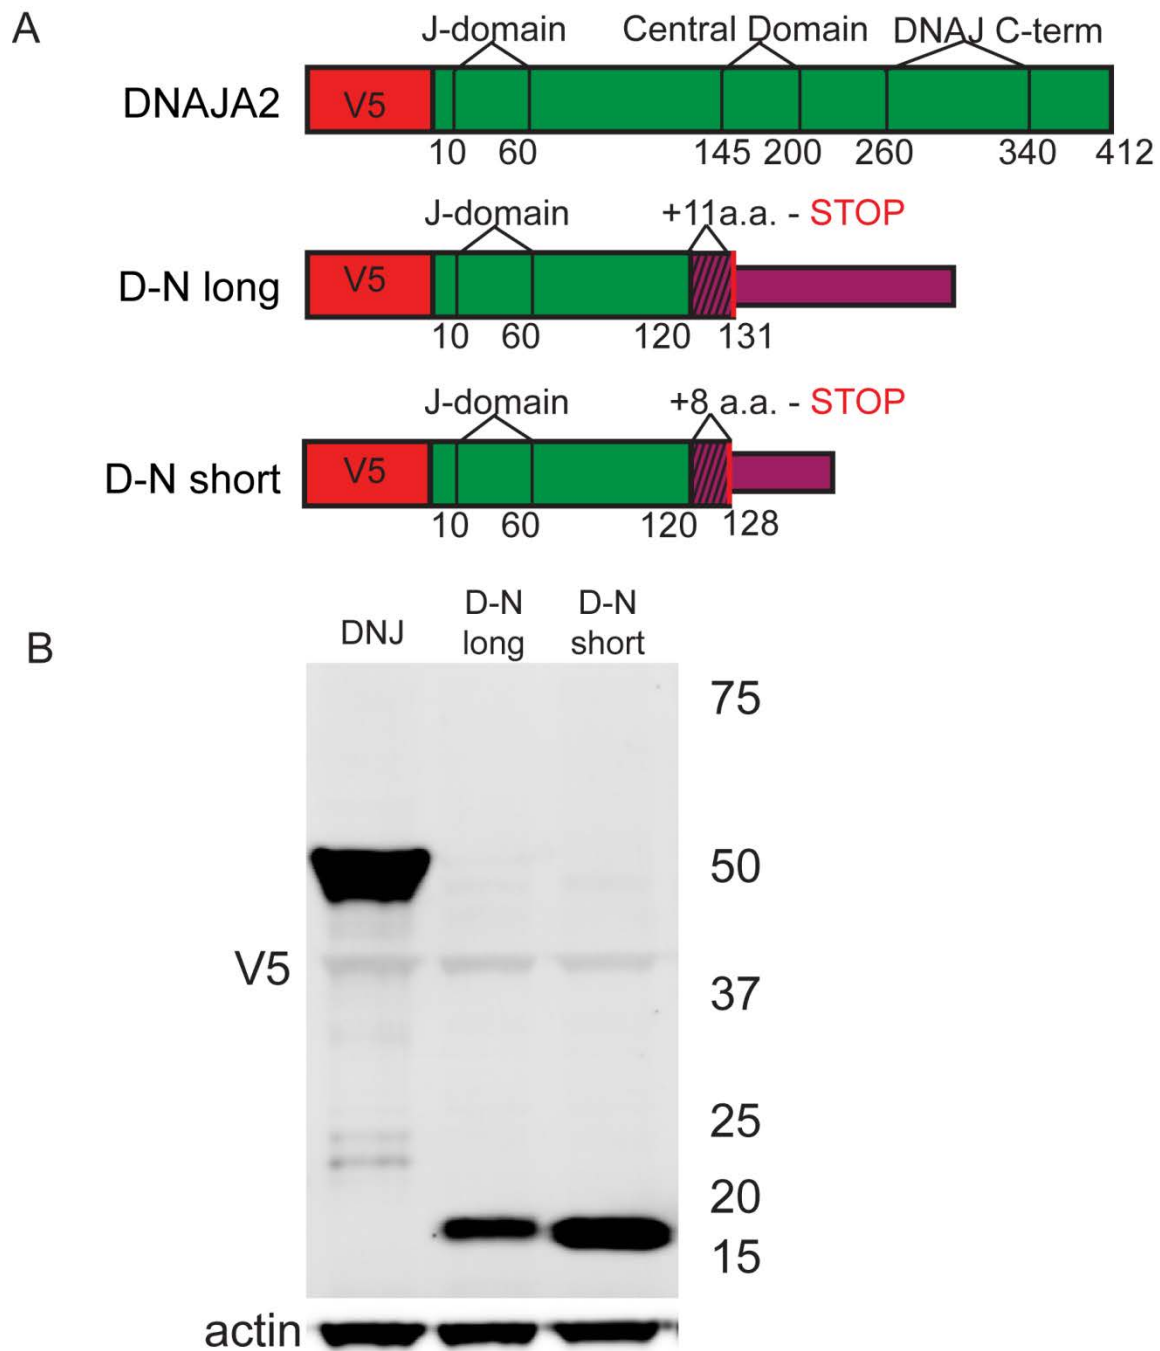 A
J-domain Central Domain DNAJ C-term
DNAJA2 V5
10 60 145 200 260 340 412
J-domain +11a.a. - STOP
D-N long V5
10 60 120 131
J-domain +8 a.a. - STOP
D-N short V5
10 60 120 128
B
DNJ D-N long D-N short
75
50
V5
37
25
20
15
actin